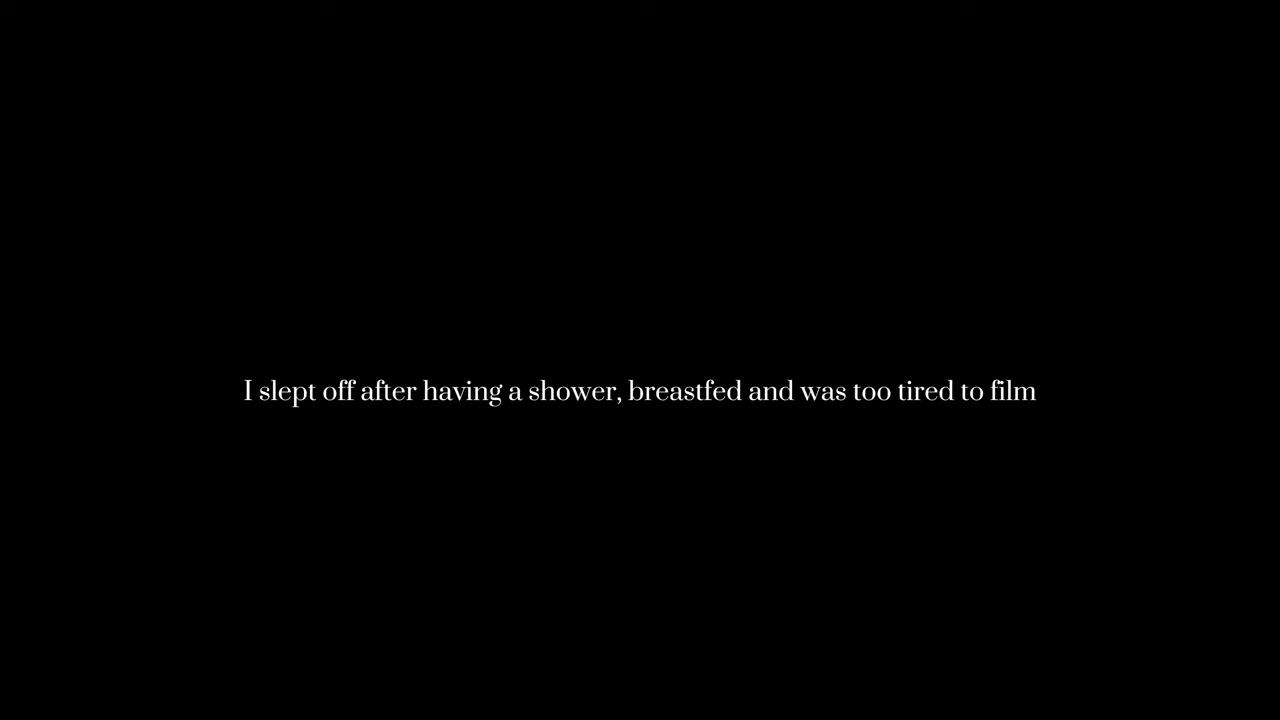 I slept off after having a shower, breastfed and was too tired to film